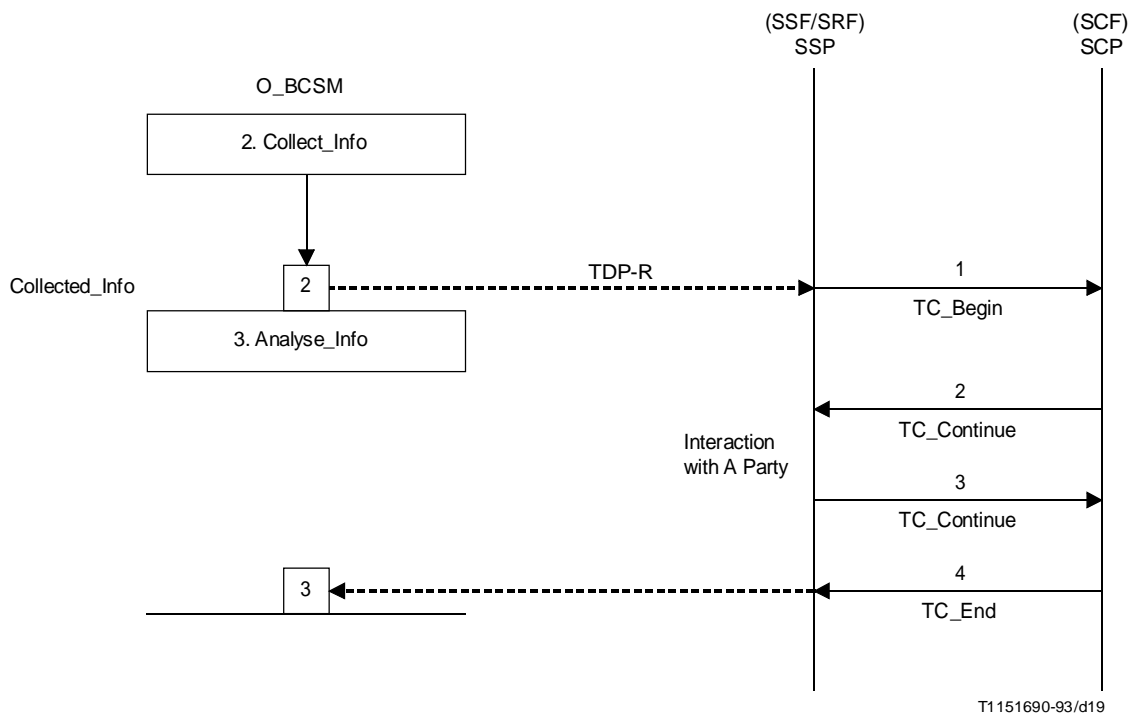 (SSF/SRF)
SSP
(SCF)
SCP
O_BCSM
2. Collect_Info
Collected_Info
2
TDP-R
1
TC_Begin
3. Analyse_Info
2
TC_Continue
Interaction
with A Party
3
TC_Continue
3
4
TC_End
T1151690-93/d19